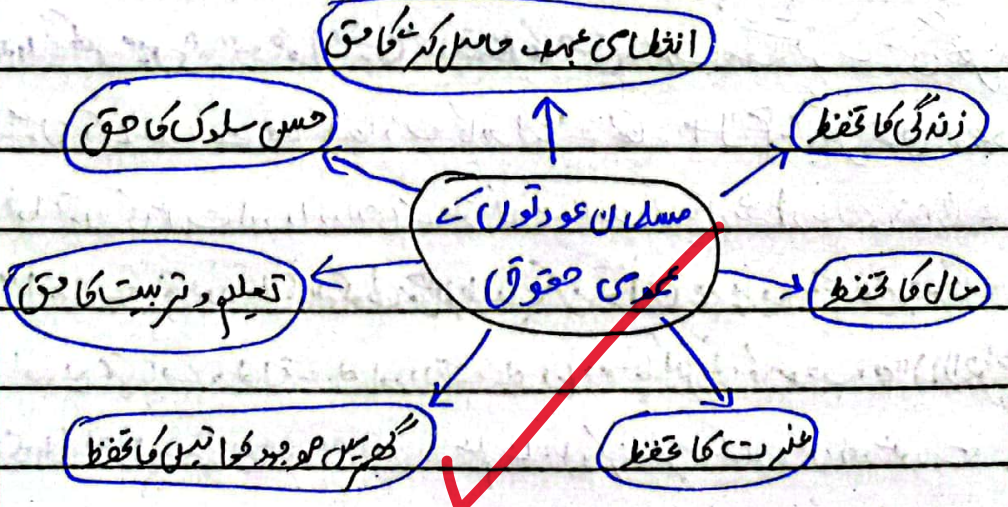 انتظامی عہدے حاصل کرنے کا حق
زندگی کا تحفظ
حسن سلوک کا حق
مسلمان عورتوں کے
عمومی حقوق
مال کا تحفظ
تعلیم و تربیت کا حق
عزت کا تحفظ
گھر میں موجود خواتین کا تحفظ